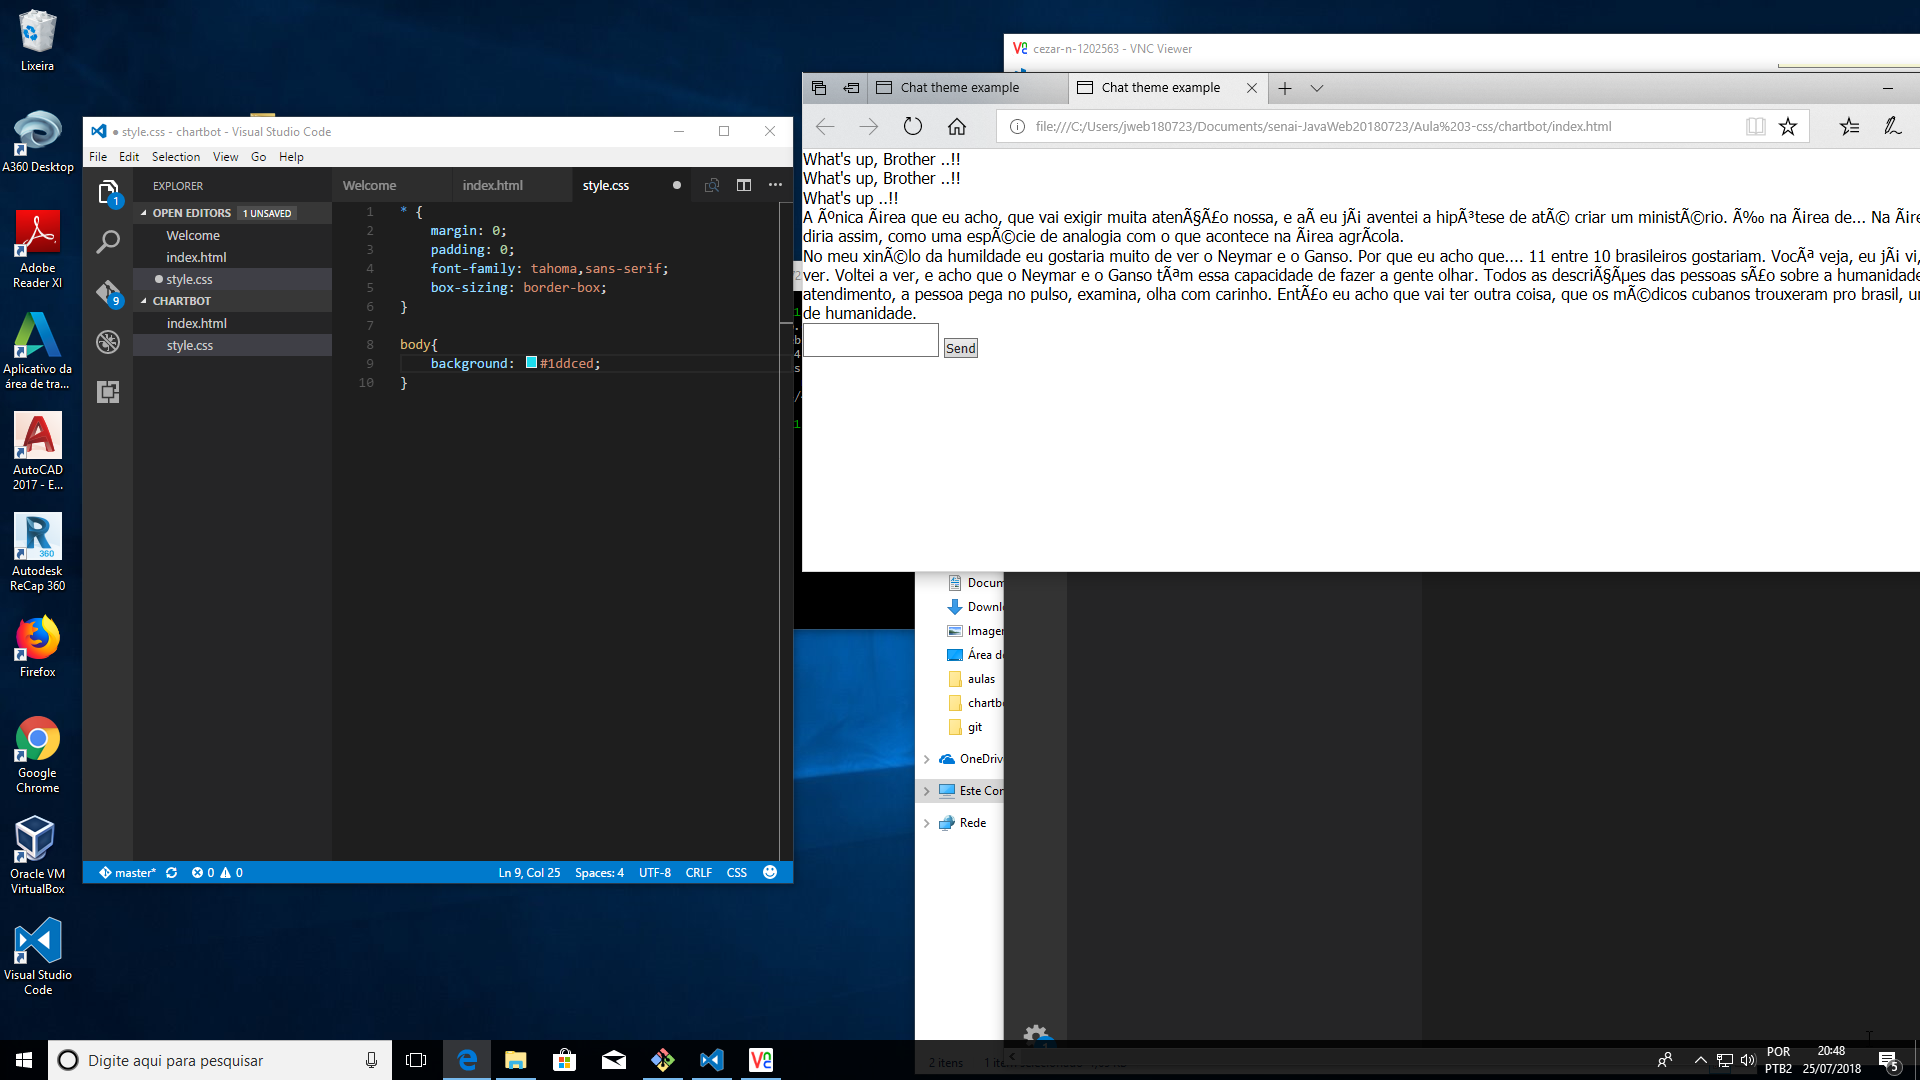 Lixeira
A360 Desktop
Adobe
Reader XI
Aplicativo da
área de tra...
AutoCAD
2017 - E...
Autodesk
ReCap 360
Firefox
Google
Chrome
Oracle VM
VirtualBox
Visual Studio
Code
● style.css - chartbot - Visual Studio Code
File Edit Selection View Go Help
EXPLORER
OPEN EDITORS 1 UNSAVED
Welcome
index.html
style.css
CHARTBOT
index.html
style.css
1
9
Welcome index.html style.css
1 * {
2 margin: 0;
3 padding: 0;
4 font-family: tahoma,sans-serif;
5 box-sizing: border-box;
6 }
7
8 body{
9 background: #1ddced;
10 }
master* 0 0 Ln 9, Col 25 Spaces: 4 UTF-8 CRLF CSS
cezar-n-1202563 - VNC Viewer
Chat theme example Chat theme example
file:///C:/Users/jweb180723/Documents/senai-JavaWeb20180723/Aula%203-css/chartbot/index.html
What's up, Brother ..!!
What's up, Brother ..!!
What's up ..!!
A Ãºnica Ãirea que eu acho, que vai exigir muita atenÃ§Ã£o nossa, e aÃ eu jÃi aventei a hipÃ³tese de atÃ© criar um ministÃ©rio. Ã‰ na Ãirea de... Na Ãire
diria assim, como uma espÃ©cie de analogia com o que acontece na Ãirea agrÃcola.
No meu xinÃ©lo da humildade eu gostaria muito de ver o Neymar e o Ganso. Por que eu acho que.... 11 entre 10 brasileiros gostariam. VocÃª veja, eu jÃi vi,
ver. Voltei a ver, e acho que o Neymar e o Ganso tÃªm essa capacidade de fazer a gente olhar. Todos as descriÃ§Ãµes das pessoas sÃ£o sobre a humanidade
atendimento, a pessoa pega no pulso, examina, olha com carinho. EntÃ£o eu acho que vai ter outra coisa, que os mÃ©dicos cubanos trouxeram pro brasil, u
de humanidade.
Send
Docum
Downl
Imager
Área de
aulas
chartb
git
OneDriv
Este Cor
Rede
2 itens
Digite aqui para pesquisar
POR
PTB2
20:48
25/07/2018
5